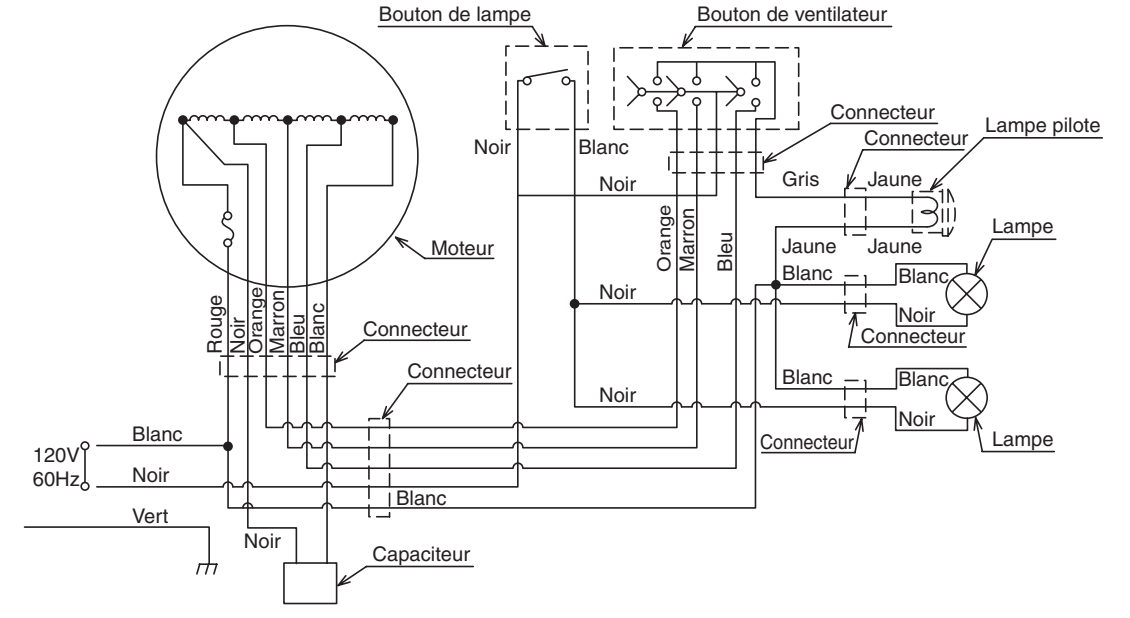 Bouton de lampe
Bouton de ventilateur
Connecteur
Connecteur
Lampe pilote
Noir
Blanc
Noir
Gris
Jaune
Orange
Marron
Bleu
Moteur
Jaune
Jaune
Lampe
Blanc
Blanc
Noir
Noir
Connecteur
Rouge
Noir
Orange
Marron
Bleu
Blanc
Connecteur
Connecteur
Blanc
Blanc
Noir
Noir
Connecteur
Lampe
Blanc
120V
60Hz
Noir
Blanc
Vert
Noir
Capaciteur